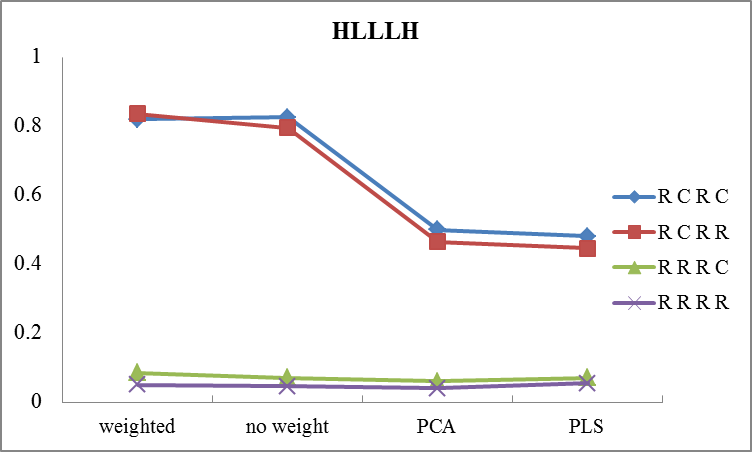 HLLLH
1
0.8
0.6
0.4
0.2
0
weighted
no weight
PCA
PLS
R C R C
R C R R
R R R C
R R R R